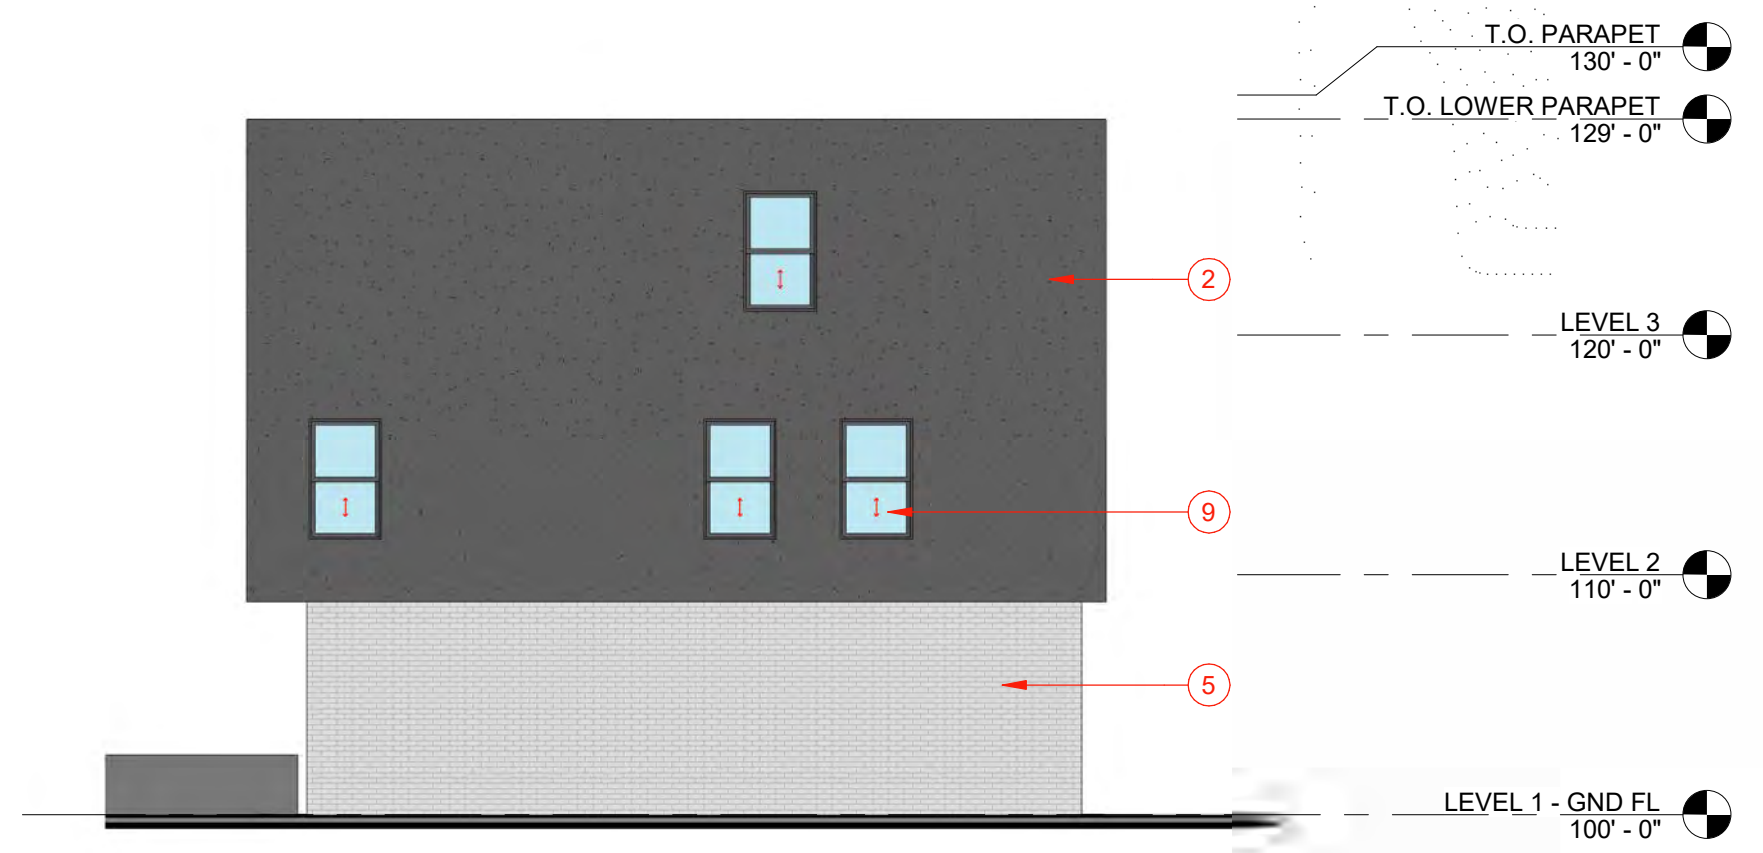 T.O. PARAPET
130' - 0"
T.O. LOWER PARAPET
129' - 0"
2
LEVEL 3
120' - 0"
9
LEVEL 2
110' - 0"
5
LEVEL 1 - GND FL
100' - 0"